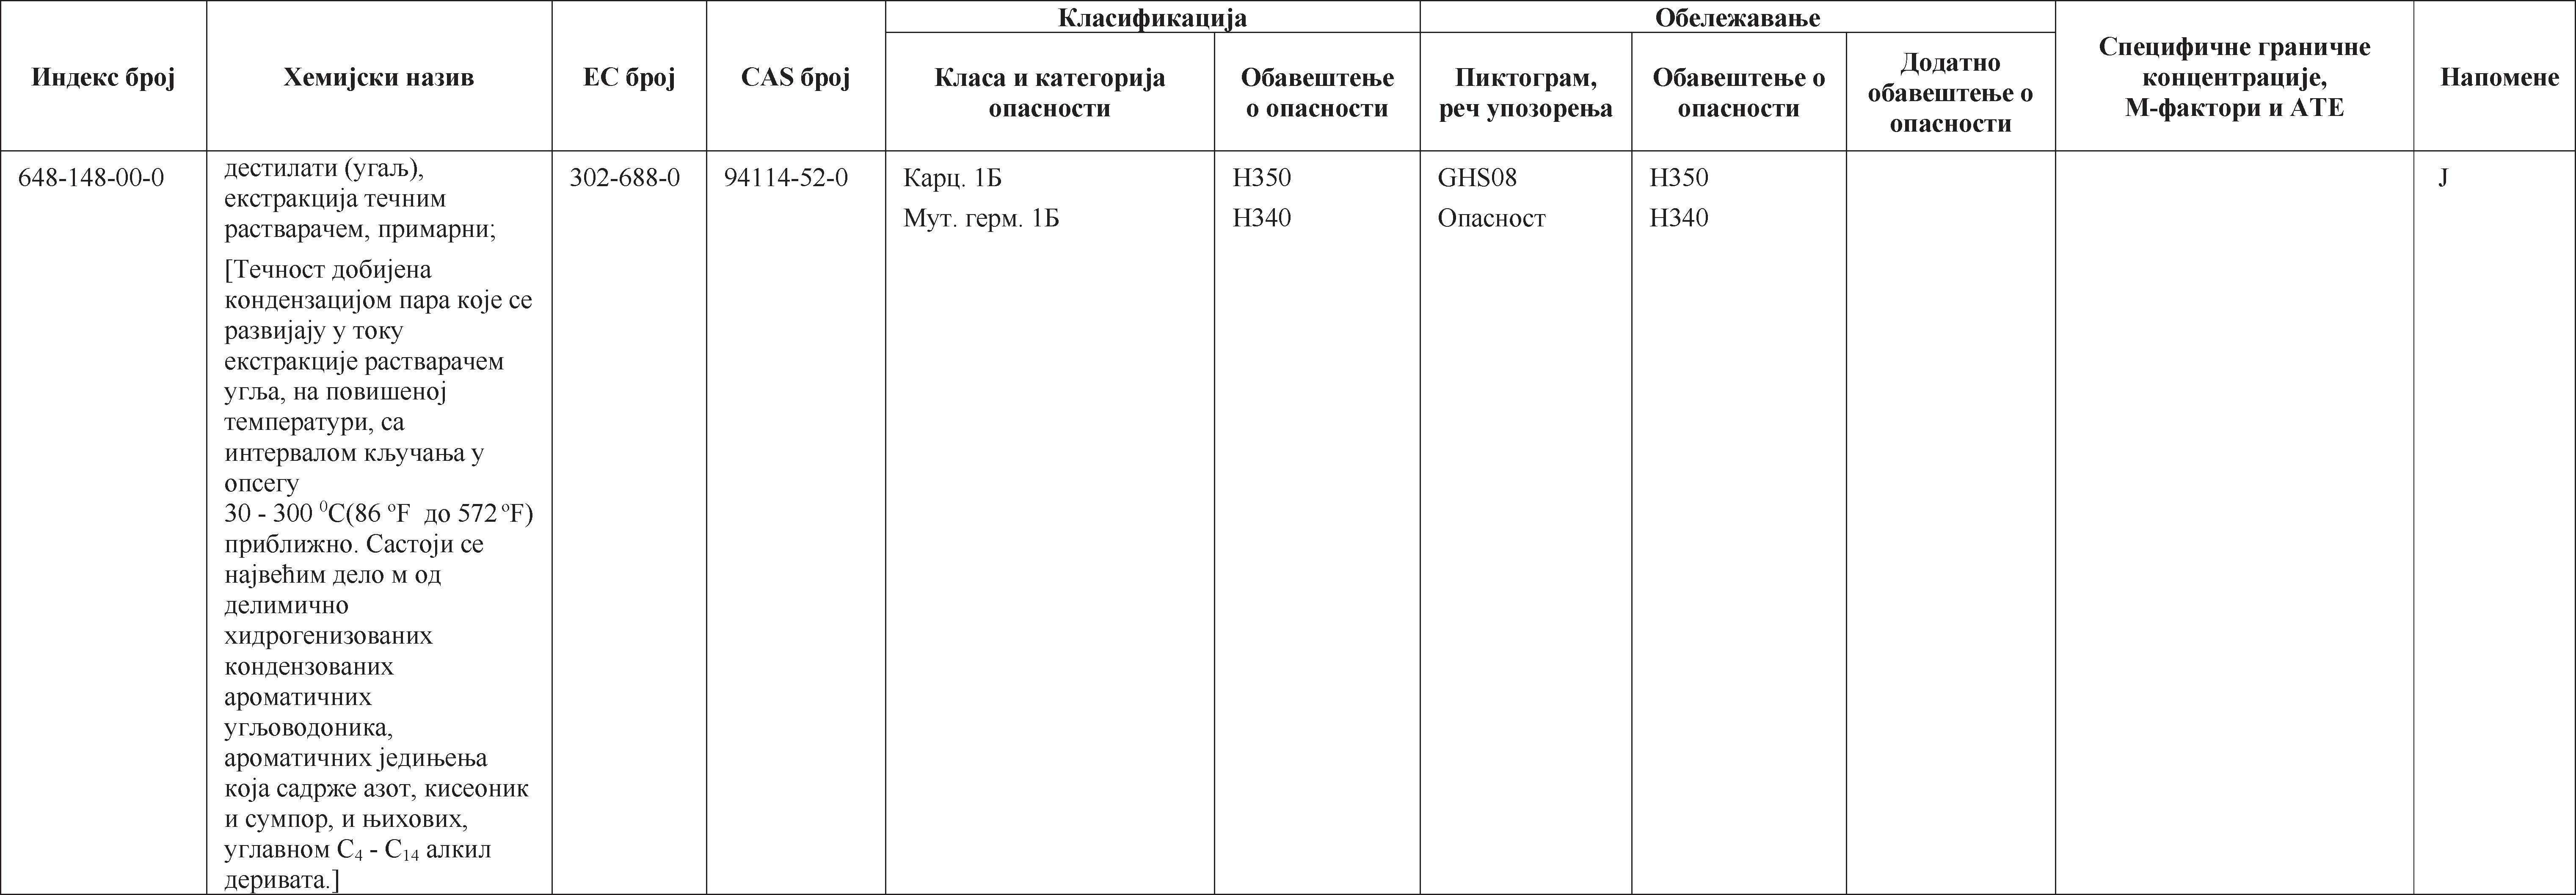 Индекс број
Хемијски назив
ЕС број
CAS број
Класификација
Класа и категорија
опасности
Обавештење
о опасности
Обележавање
Пиктограм,
реч упозорења
Обавештење о
опасности
Додатно
обавештење о
опасности
Специфичне граничне
концентрације,
М-фактори и АТЕ
Напомене
648-148-00-0
дестилати (угаљ),
екстракција течним
растварачем, примарни;
[Течност добијена
кондензацијом пара које се
развијају у току
екстракције растварачем
угља, на повишеној
температури, са
интервалом кључања у
опсегу
30 - 300 ⁰C(86 ºF  до 572 ºF)
приближно. Састоји се
највећим дело м од
делимично
хидрогенизованих
кондензованих
ароматичних
угљоводоника,
ароматичних једињења
која садрже азот, кисеоник
и сумпор, и њихових,
углавном C₄ - C₁₄ алкил
деривата.]
302-688-0
94114-52-0
Карц. 1Б
Мут. герм. 1Б
H350
H340
GHS08
Опасност
H350
H340
Ј